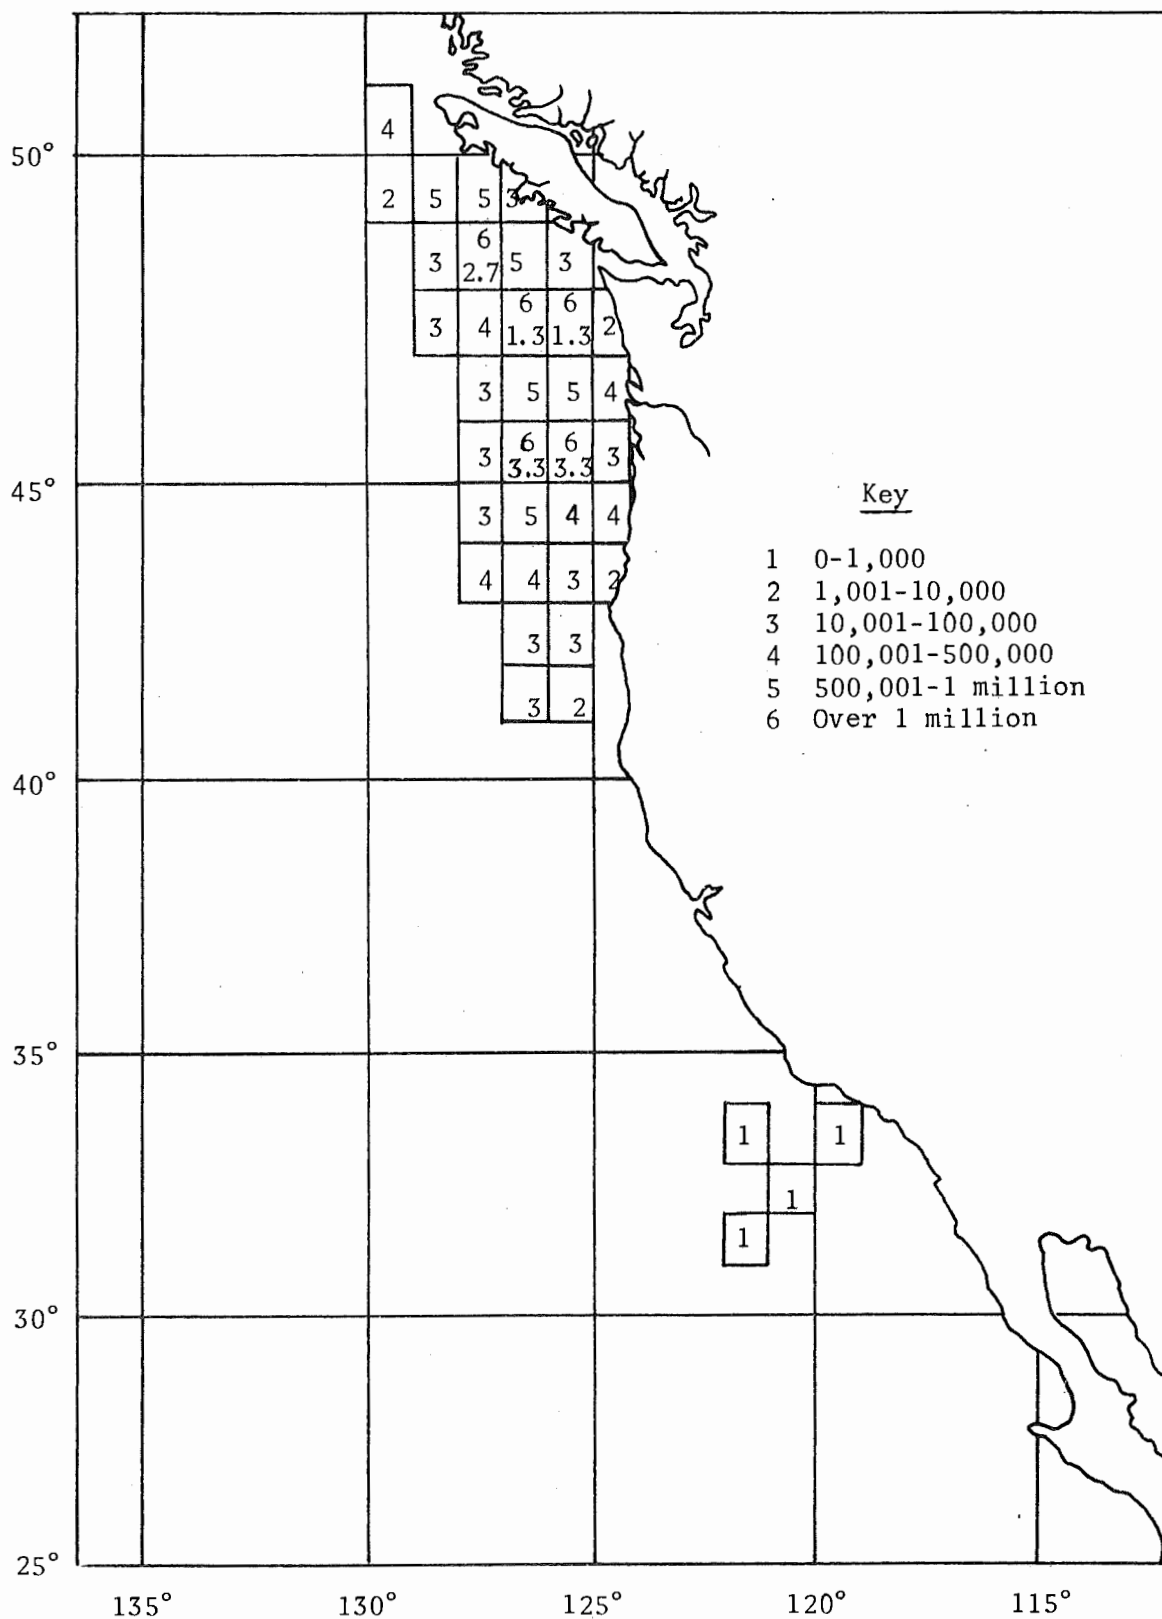 4
50°
2 5 5 3
6
3 2.7 5 3
6 6
3 4 1.3 1.3 2
3 5 5 4
6 6
3 3.3 3.3 3
45°
Key
3 5 4 4
1 0-1,000
4 4 3 2
2 1,001-10,000
3 10,001-100,000
3 3
4 100,001-500,000
5 500,001-1 million
3 2
6 Over 1 million
40°
35°
1 1
1
1
30°
25°
135° 130° 125° 120° 115°